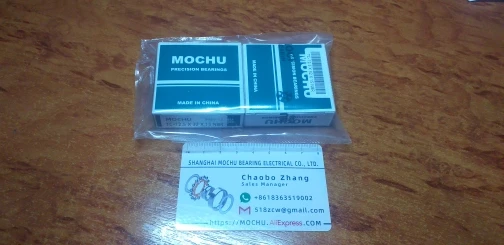 MOCHU
PRECISION BEARINGS
MADE IN CHINA
MADE IN CHINA
MOCHU
MOCHU
SHANGHAI MOCHU BEARING ELECTRICAL CO., LTD.
Chaobo Zhang
Sales Manager
+8618363519002
518zcw@gmail.com
https://MOCHU.AliExpress.COM